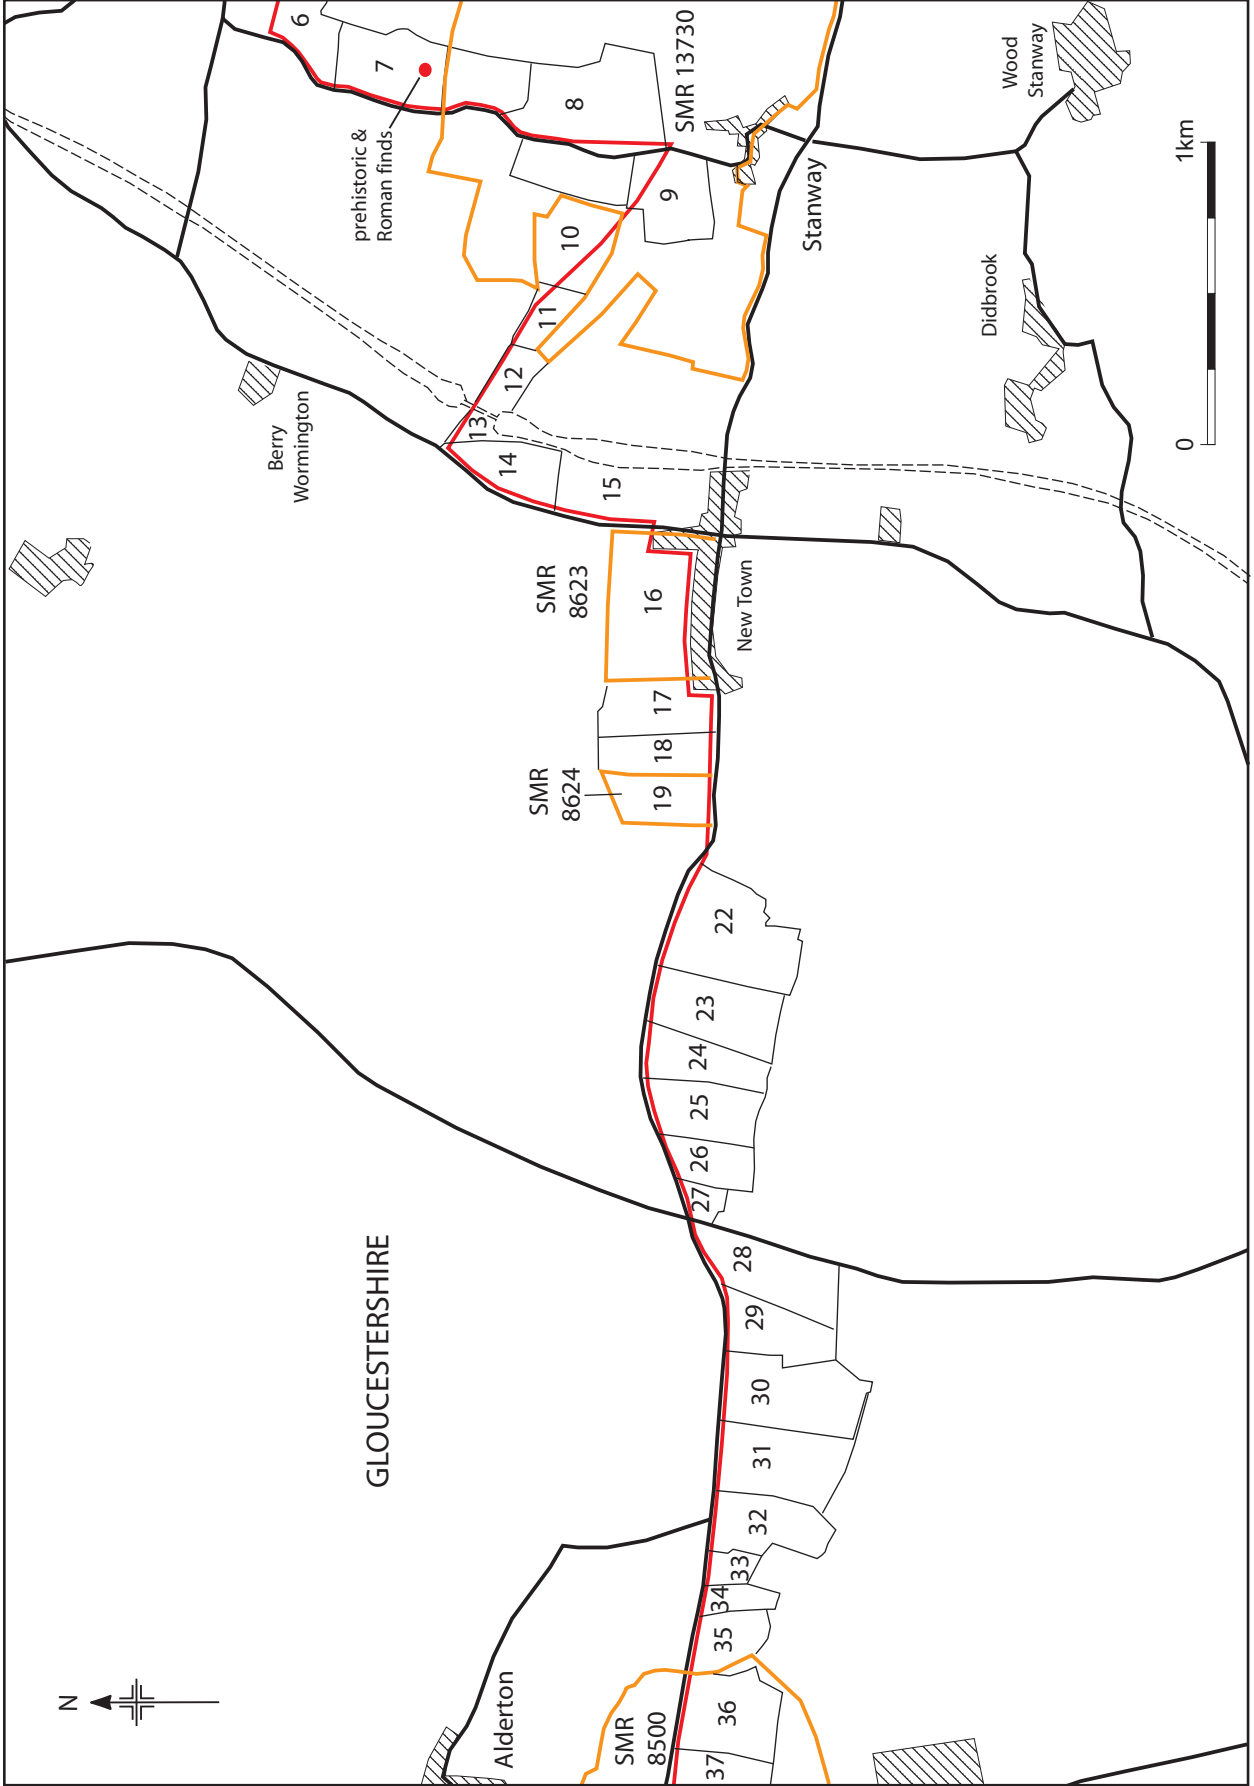 N
Alderton
GLOUCESTERSHIRE
SMR
8500
37
36
35
34
33
32
31
30
29
28
27
26
25
24
23
22
SMR
8624
19
18
17
SMR
8623
16
New Town
15
14
13
12
11
10
9
8
7
6
Berry
Wormington
prehistoric &
Roman finds
SMR 13730
Stanway
Didbrook
Wood
Stanway
0
1km